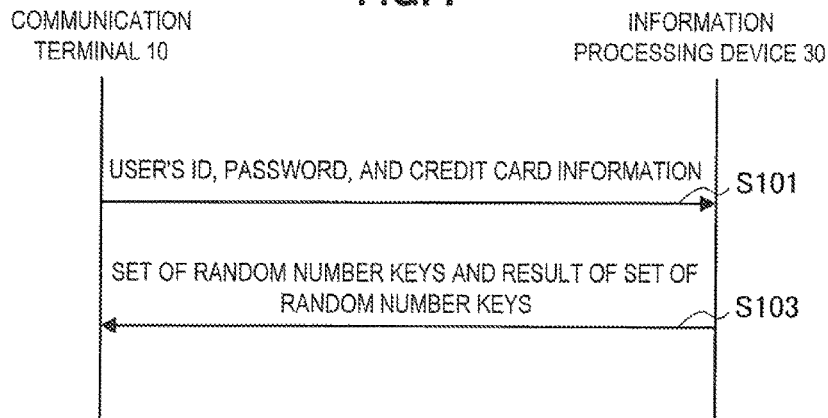 COMMUNICATION
TERMINAL 10
INFORMATION
PROCESSING DEVICE 30
USER'S ID, PASSWORD, AND CREDIT CARD INFORMATION
S101
SET OF RANDOM NUMBER KEYS AND RESULT OF SET OF
RANDOM NUMBER KEYS
S103